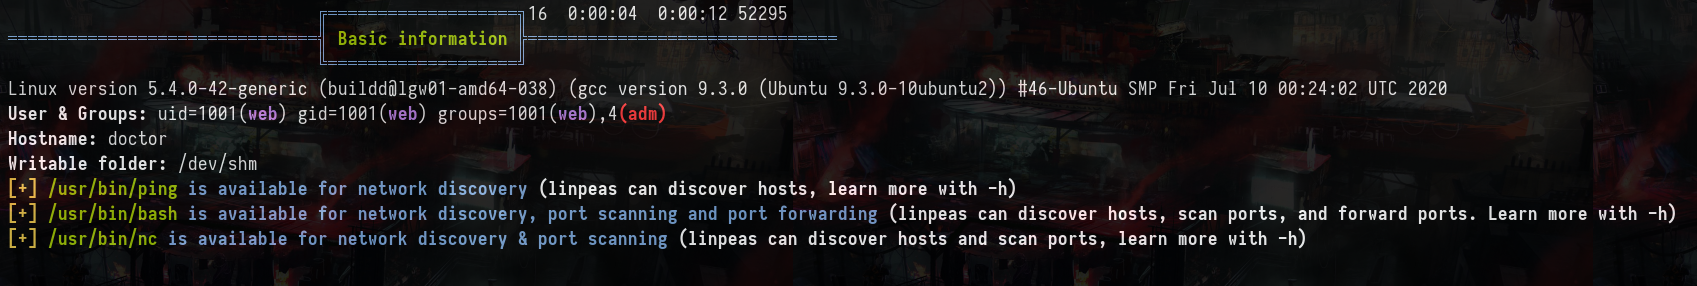 16  0:00:04  0:00:12 52295
Basic information
Linux version 5.4.0-42-generic (buildd@lgw01-amd64-038) (gcc version 9.3.0 (Ubuntu 9.3.0-10ubuntu2)) #46-Ubuntu SMP Fri Jul 10 00:24:02 UTC 2020
User & Groups: uid=1001(web) gid=1001(web) groups=1001(web),4(adm)
Hostname: doctor
Writable folder: /dev/shm
[+] /usr/bin/ping is available for network discovery (linpeas can discover hosts, learn more with -h)
[+] /usr/bin/bash is available for network discovery, port scanning and port forwarding (linpeas can discover hosts, scan ports, and forward ports. Learn more with -h)
[+] /usr/bin/nc is available for network discovery & port scanning (linpeas can discover hosts and scan ports, learn more with -h)